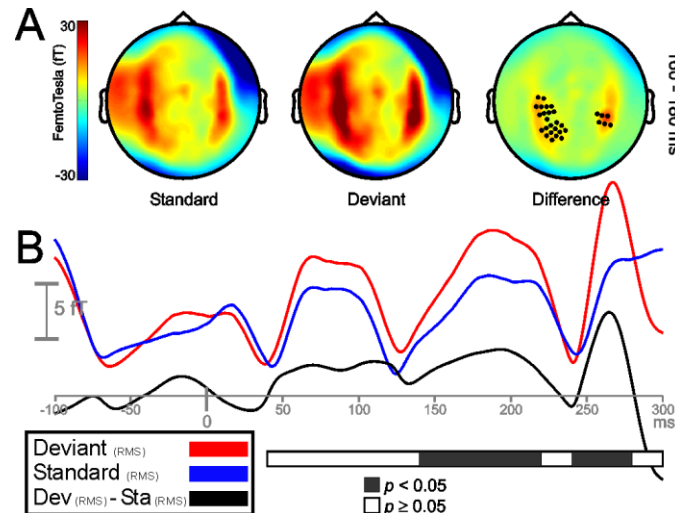 A
30
FemtoTesla (fT)
-30
Standard
Deviant
Difference
B
5 fT
-100
-50
0
50
100
150
200
250
300
ms
Deviant (RMS)
Standard (RMS)
Dev(RMS)-Sta(RMS)
p < 0.05
p ≥ 0.05